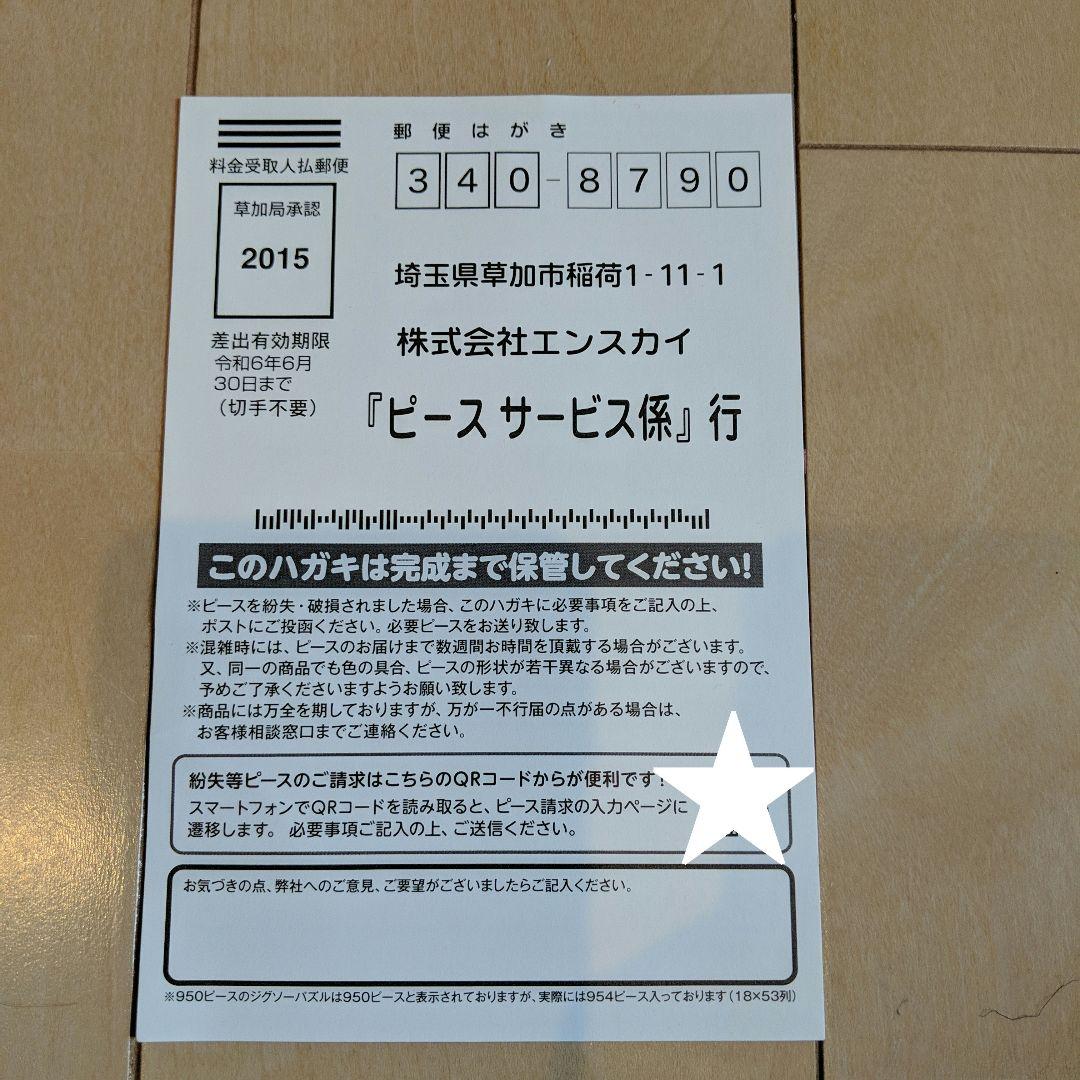 郵便はがき
料金受取人払郵便
340-8790
草加局承認
2015
埼玉県草加市稲荷1-11-1
株式会社エンスカイ
差出有効期限
令和6年6月
30日まで
（切手不要）
『ピース サービス係』行
このハガキは完成まで保管してください!
※ピースを紛失・破損されました場合、このハガキに必要事項をご記入の上、
ポストにご投函ください。必要ピースをお送り致します。
※混雑時には、ピースのお届けまで数週間お時間を頂戴する場合がございます。
又、同一の商品でも色の具合、ピースの形状が若干異なる場合がございますので、
予めご了承くださいますようお願い致します。
※商品には万全を期しておりますが、万が一不行届の点がある場合は、
お客様相談窓口までご連絡ください。
紛失等ピースのご請求はこちらのQRコードからが便利です!
スマートフォンでQRコードを読み取ると、ピース請求の入力ページに
遷移します。 必要事項ご記入の上、ご送信ください。
お気づきの点、弊社へのご意見、ご要望がございましたらご記入ください。
※950ピースのジグソーパズルは950ピースと表示されておりますが、実際には954ピース入っております(18×53列)